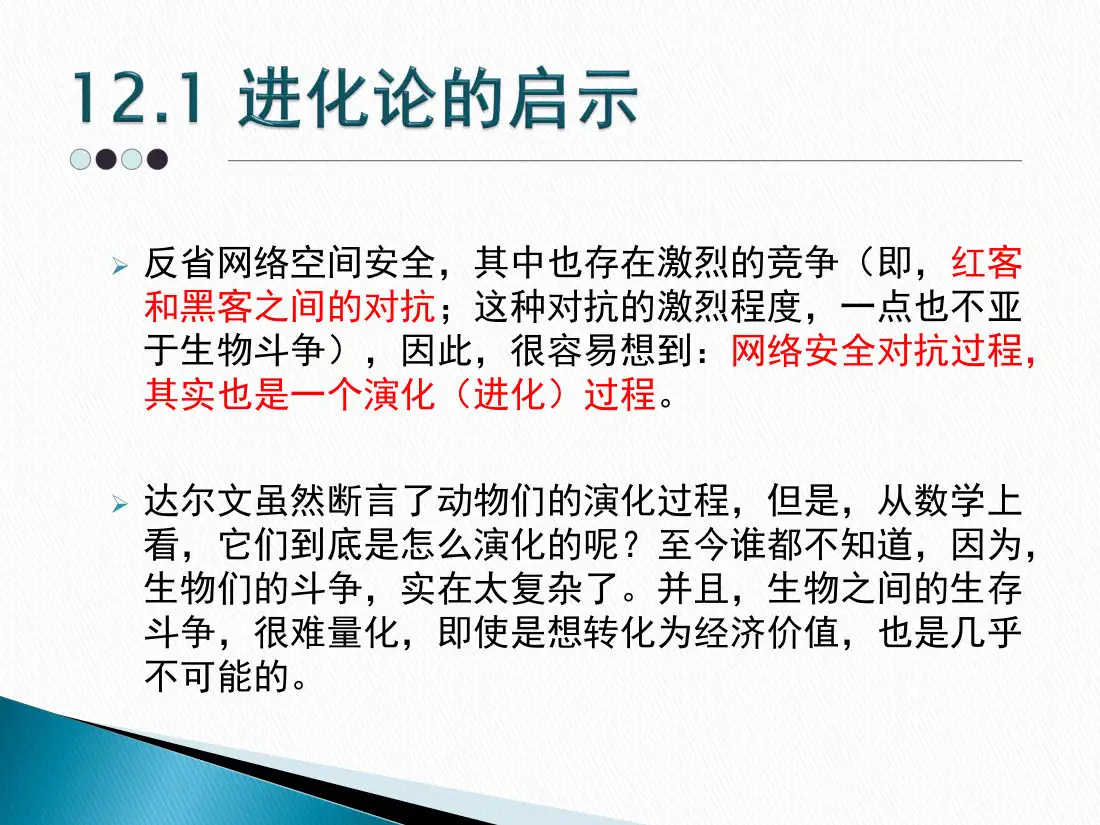 12.1 进化论的启示
反省网络空间安全，其中也存在激烈的竞争（即，红客
和黑客之间的对抗；这种对抗的激烈程度，一点也不亚
于生物斗争），因此，很容易想到：网络安全对抗过程，
其实也是一个演化（进化）过程。
达尔文虽然断言了动物们的演化过程，但是，从数学上
看，它们到底是怎么演化的呢？至今谁都不知道，因为，
生物们的斗争，实在太复杂了。并且，生物之间的生存
斗争，很难量化，即使是想转化为经济价值，也是几乎
不可能的。